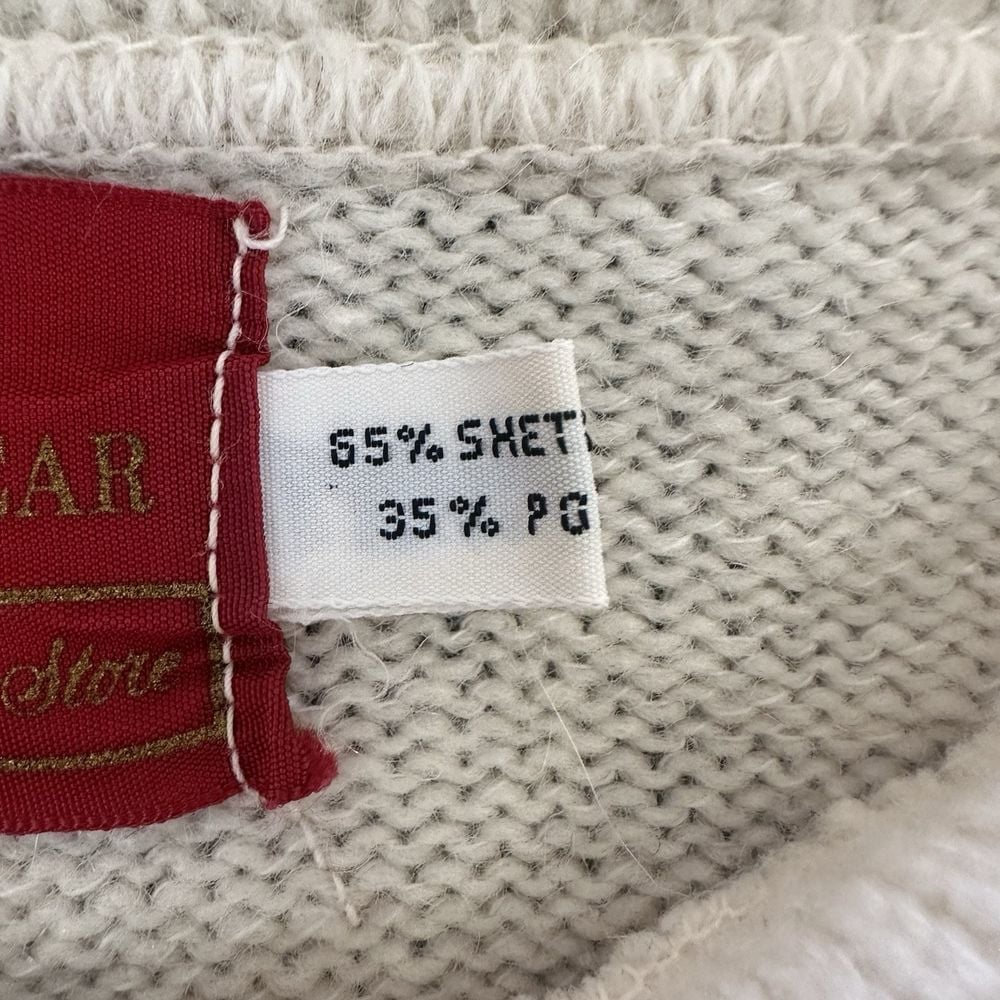 EAR
Store
65% SHET
35% PG